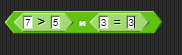 7 > 5 и 3 = 3